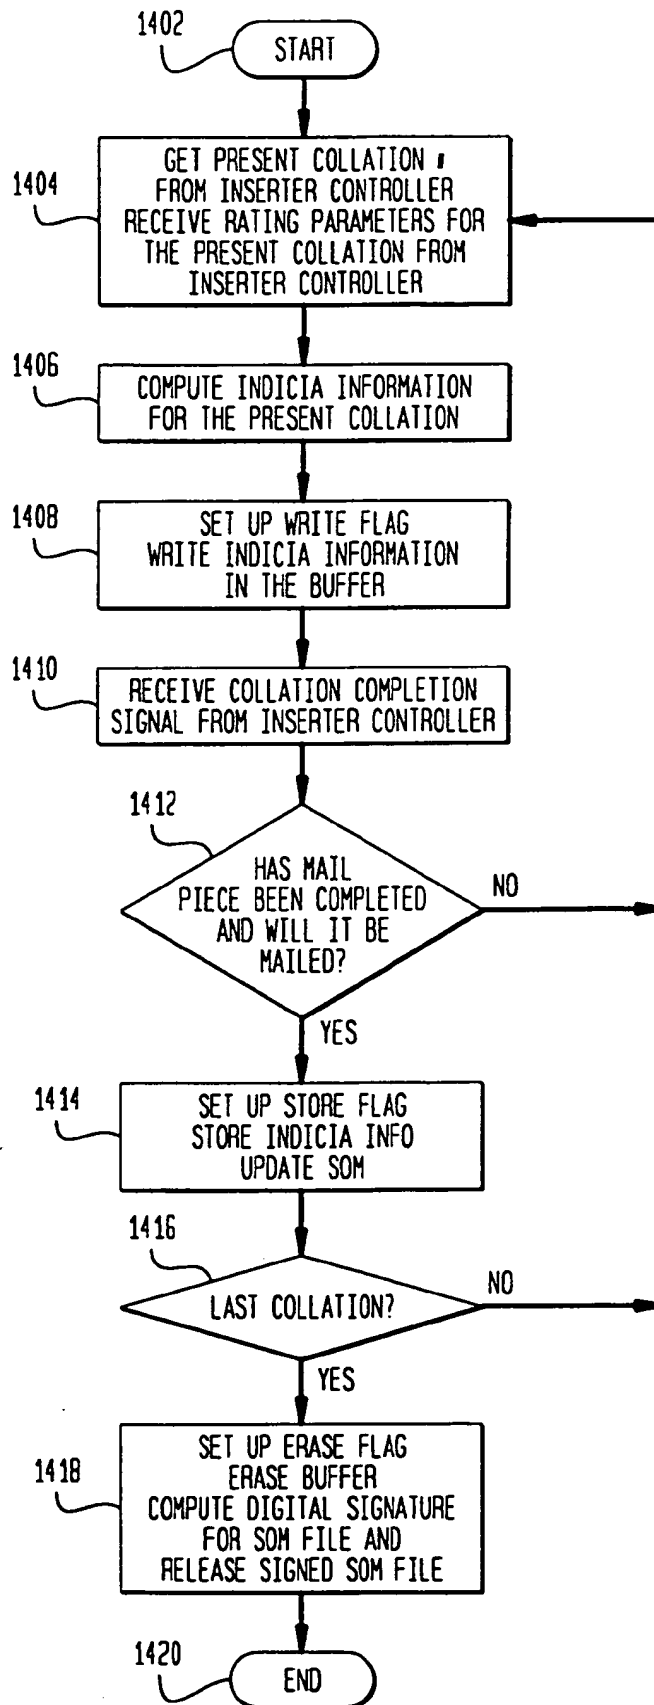 1402
START
1404
GET PRESENT COLLATION
FROM INSERTER CONTROLLER
RECEIVE RATING PARAMETERS FOR
THE PRESENT COLLATION FROM
INSERTER CONTROLLER
1406
COMPUTE INDICIA INFORMATION
FOR THE PRESENT COLLATION
1408
SET UP WRITE FLAG
WRITE INDICIA INFORMATION
IN THE BUFFER
1410
RECEIVE COLLATION COMPLETION
SIGNAL FROM INSERTER CONTROLLER
1412
HAS MAIL
PIECE BEEN COMPLETED
AND WILL IT BE
MAILED?
NO
YES
1414
SET UP STORE FLAG
STORE INDICIA INFO
UPDATE SOM
1416
LAST COLLATION?
NO
YES
1418
SET UP ERASE FLAG
ERASE BUFFER
COMPUTE DIGITAL SIGNATURE
FOR SOM FILE AND
RELEASE SIGNED SOM FILE
1420
END